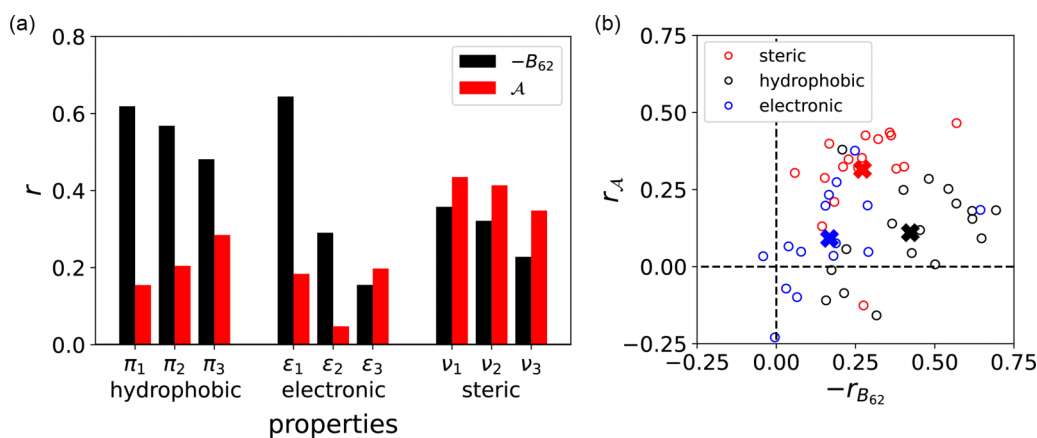 (a)
0.8
0.6
0.4
0.2
0.0
r
−B₆₂
𝒜
π₁ π₂ π₃ ε₁ ε₂ ε₃ ν₁ ν₂ ν₃
hydrophobic electronic steric
properties
(b)
0.75
0.50
0.25
0.00
−0.25
r𝒜
steric
hydrophobic
electronic
−0.25 0.00 0.25 0.50 0.75
−r_B₆₂